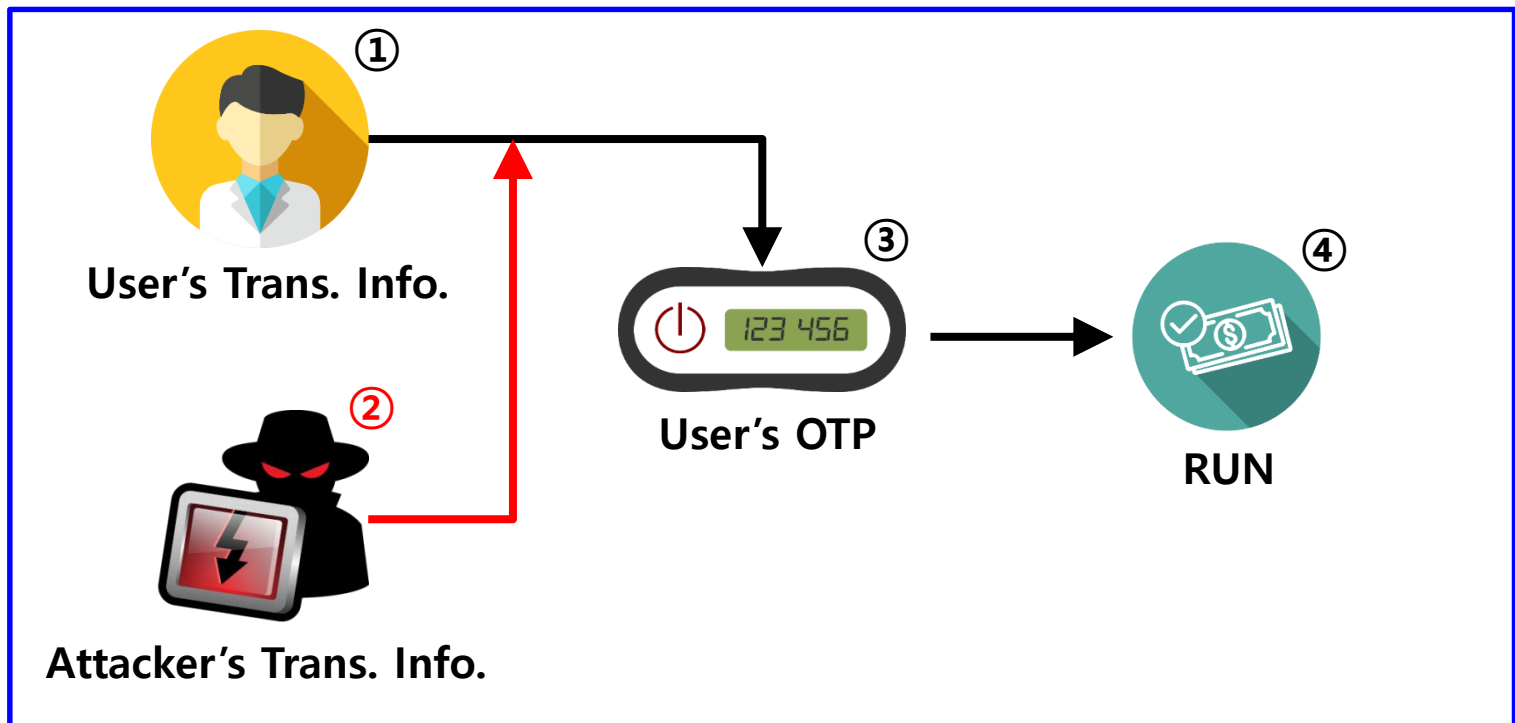 ①
User’s Trans. Info.
②
Attacker’s Trans. Info.
③
123 456
User’s OTP
④
$
RUN